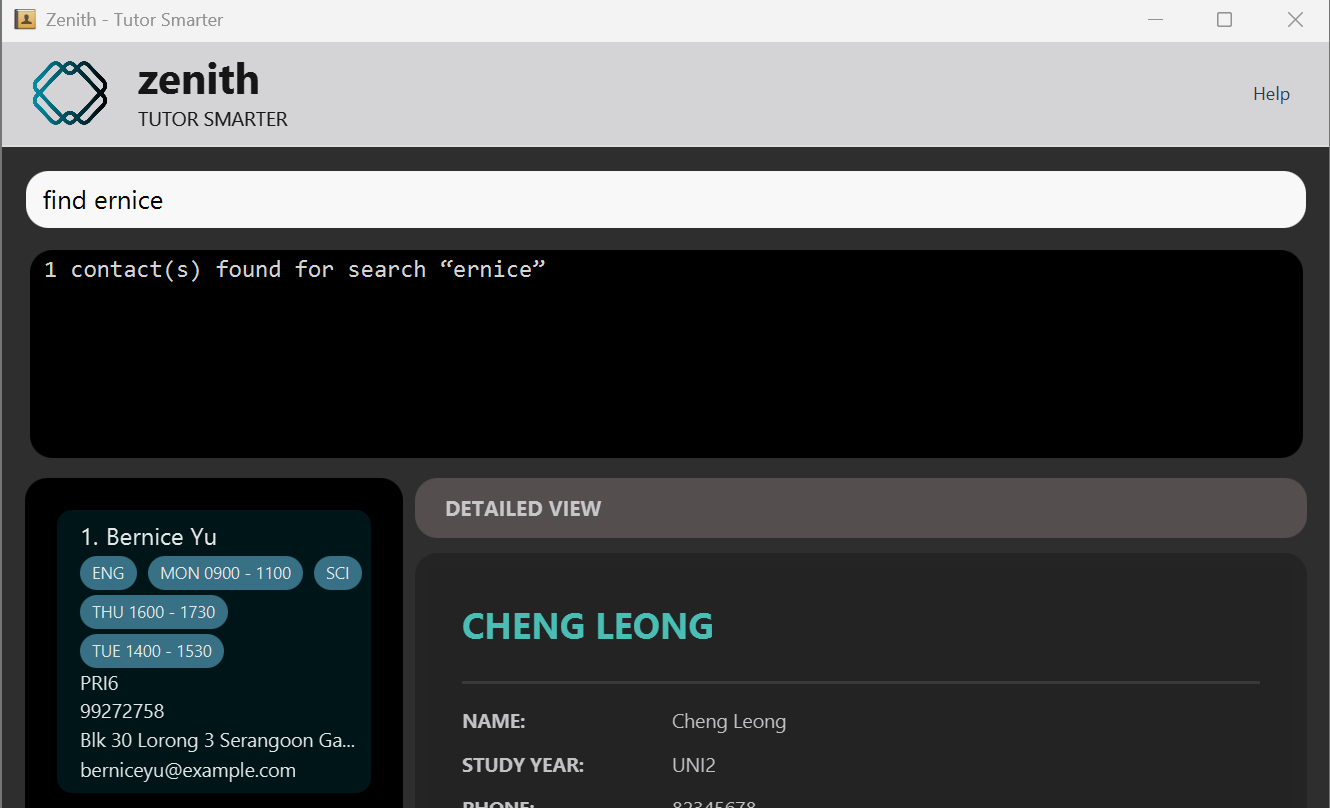 Zenith - Tutor Smarter
zenith
TUTOR SMARTER
Help
find ernice
1 contact(s) found for search “ernice”
1. Bernice Yu
ENG MON 0900 - 1100 SCI
THU 1600 - 1730
TUE 1400 - 1530
PRI6
99272758
Blk 30 Lorong 3 Serangoon Ga...
berniceyu@example.com
DETAILED VIEW
CHENG LEONG
NAME: Cheng Leong
STUDY YEAR: UNI2
PHONE: 82345678